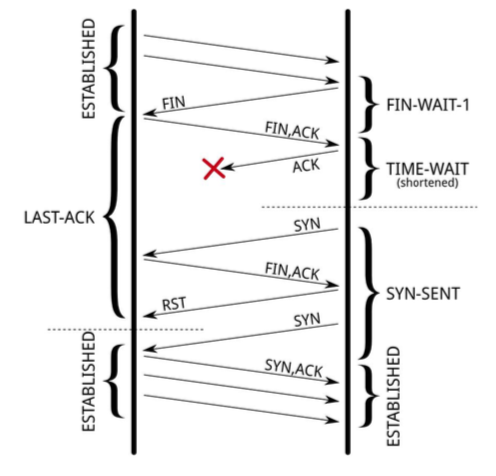 ESTABLISHED
FIN
FIN-WAIT-1
FIN,ACK
ACK
TIME-WAIT
(shortened)
LAST-ACK
SYN
FIN,ACK
SYN-SENT
RST
SYN
ESTABLISHED
SYN,ACK
ESTABLISHED